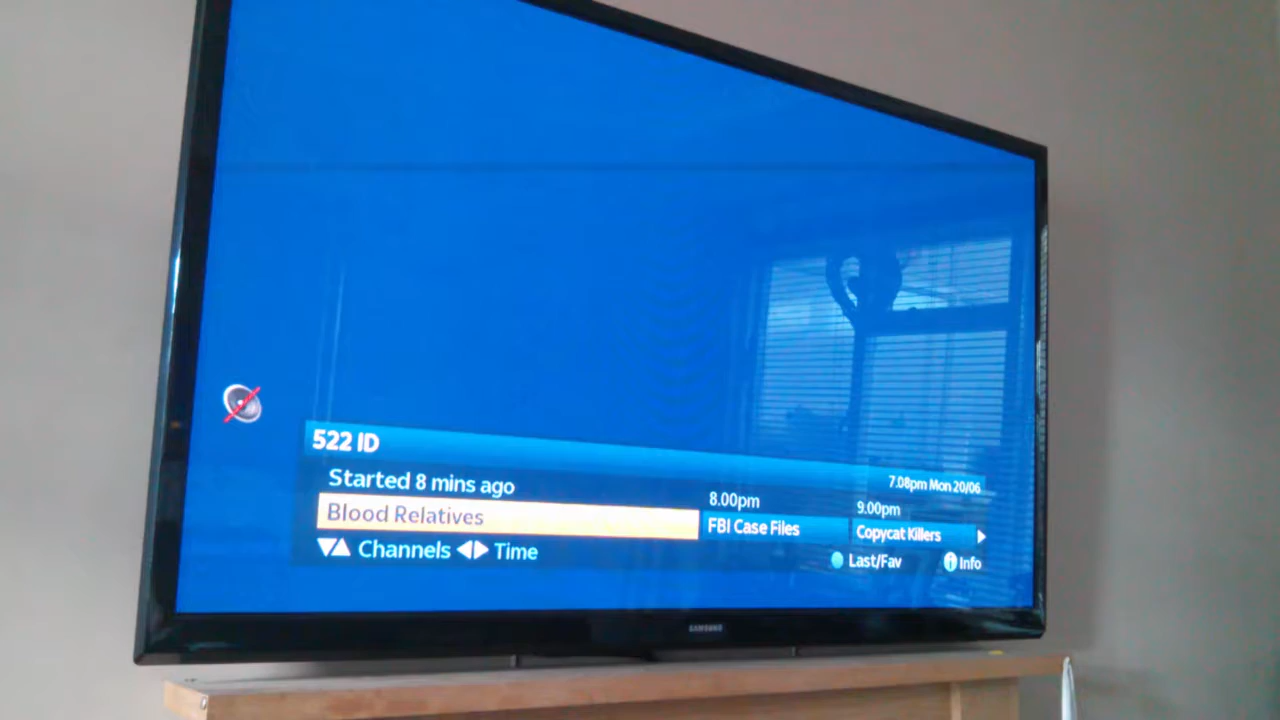 522 ID
7.08pm Mon 20/06
Started 8 mins ago
8.00pm
9.00pm
Blood Relatives
FBI Case Files
Copycat Killers
Channels
Time
Last/Fav
i Info
SAMSUNG